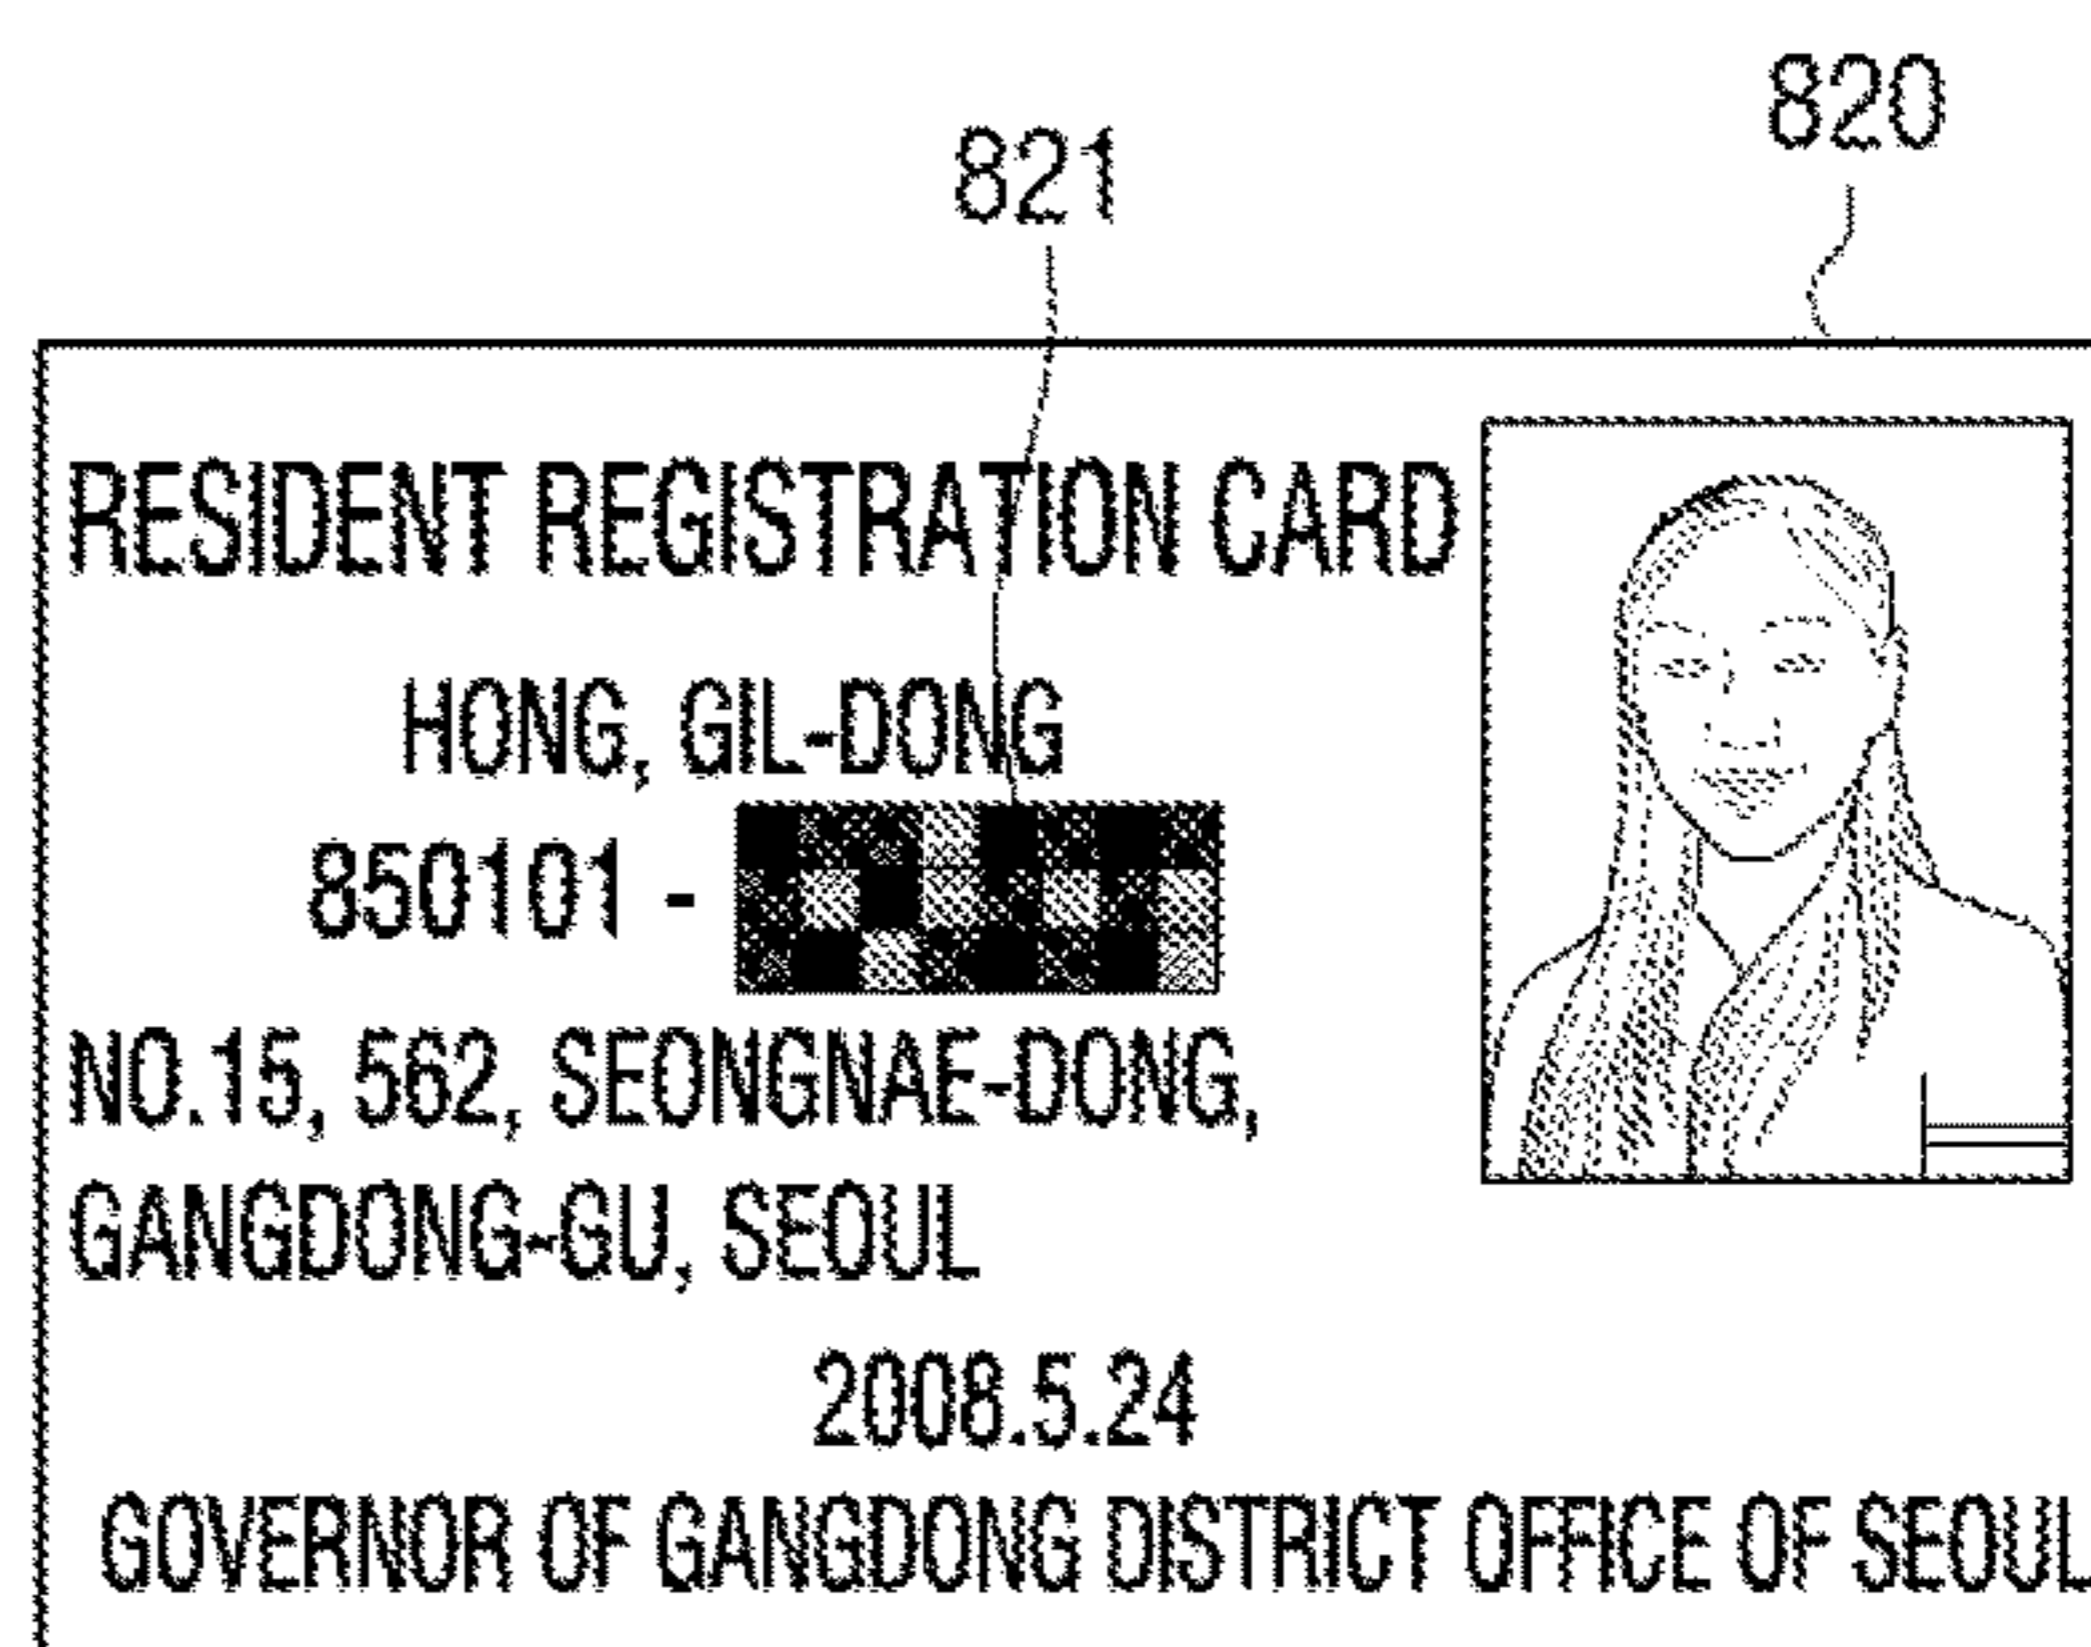 820
821
RESIDENT REGISTRATION CARD
HONG, GIL-DONG
850101 -
NO.15, 562, SEONGNAE-DONG,
GANGDONG-GU, SEOUL
2008.5.24
GOVERNOR OF GANGDONG DISTRICT OFFICE OF SEOUL